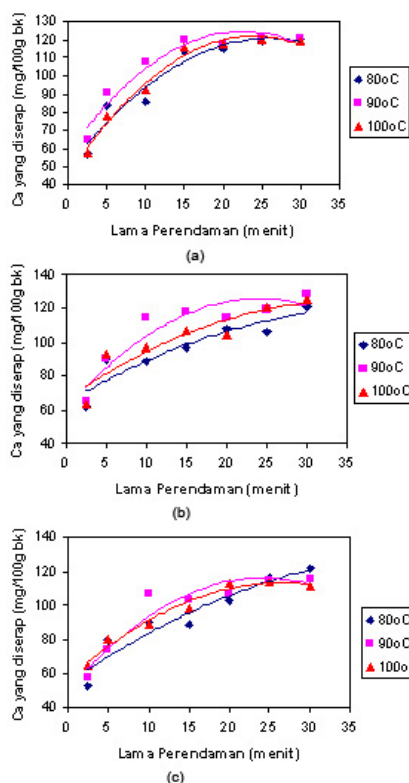 Ca yang diserap (mg/100g bk)
130
120
110
100
90
80
70
60
50
40
0 5 10 15 20 25 30 35
Lama Perendaman (menit)
80oC
90oC
100oC
(a)
Ca yang diserap (mg/100g bk)
140
120
100
80
60
40
0 5 10 15 20 25 30 35
Lama Perendaman (menit)
80oC
90oC
100oC
(b)
Ca yang diserap (mg/100g bk)
140
120
100
80
60
40
0 5 10 15 20 25 30 35
Lama Perendaman (menit)
80oC
90oC
100oC
(c)